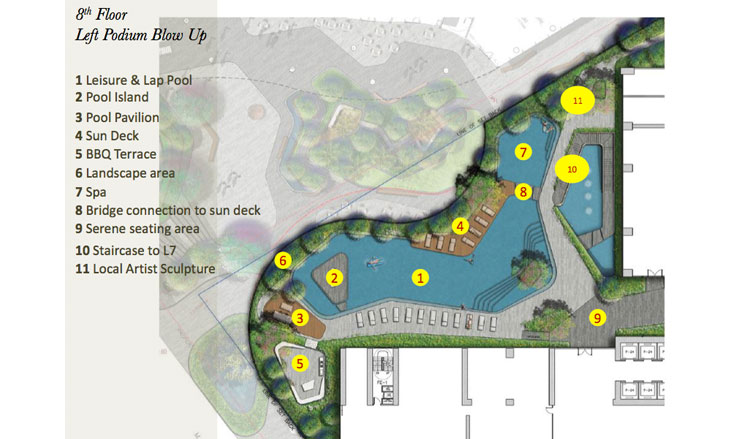 8th Floor
Left Podium Blow Up
1 Leisure & Lap Pool
2 Pool Island
3 Pool Pavilion
4 Sun Deck
5 BBQ Terrace
6 Landscape area
7 Spa
8 Bridge connection to sun deck
9 Serene seating area
10 Staircase to L7
11 Local Artist Sculpture
11
7
10
8
4
6
2
1
3
9
5